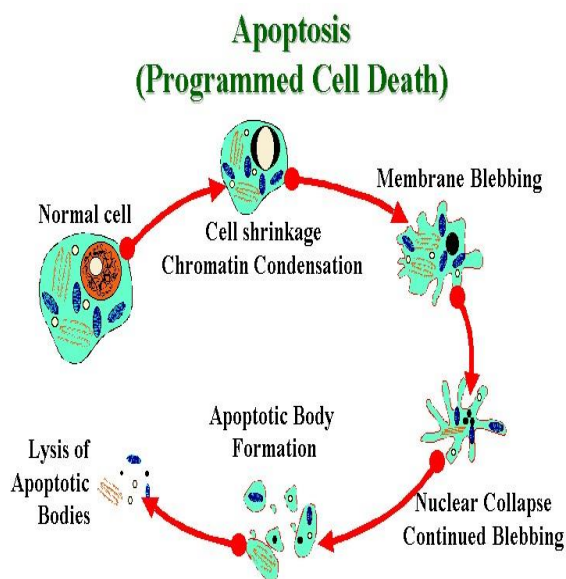 Apoptosis
(Programmed Cell Death)
Normal cell
Cell shrinkage
Chromatin Condensation
Membrane Blebbing
Nuclear Collapse
Continued Blebbing
Apoptotic Body
Formation
Lysis of
Apoptotic
Bodies